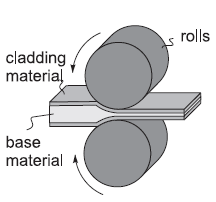 rolls
cladding
material
base
material